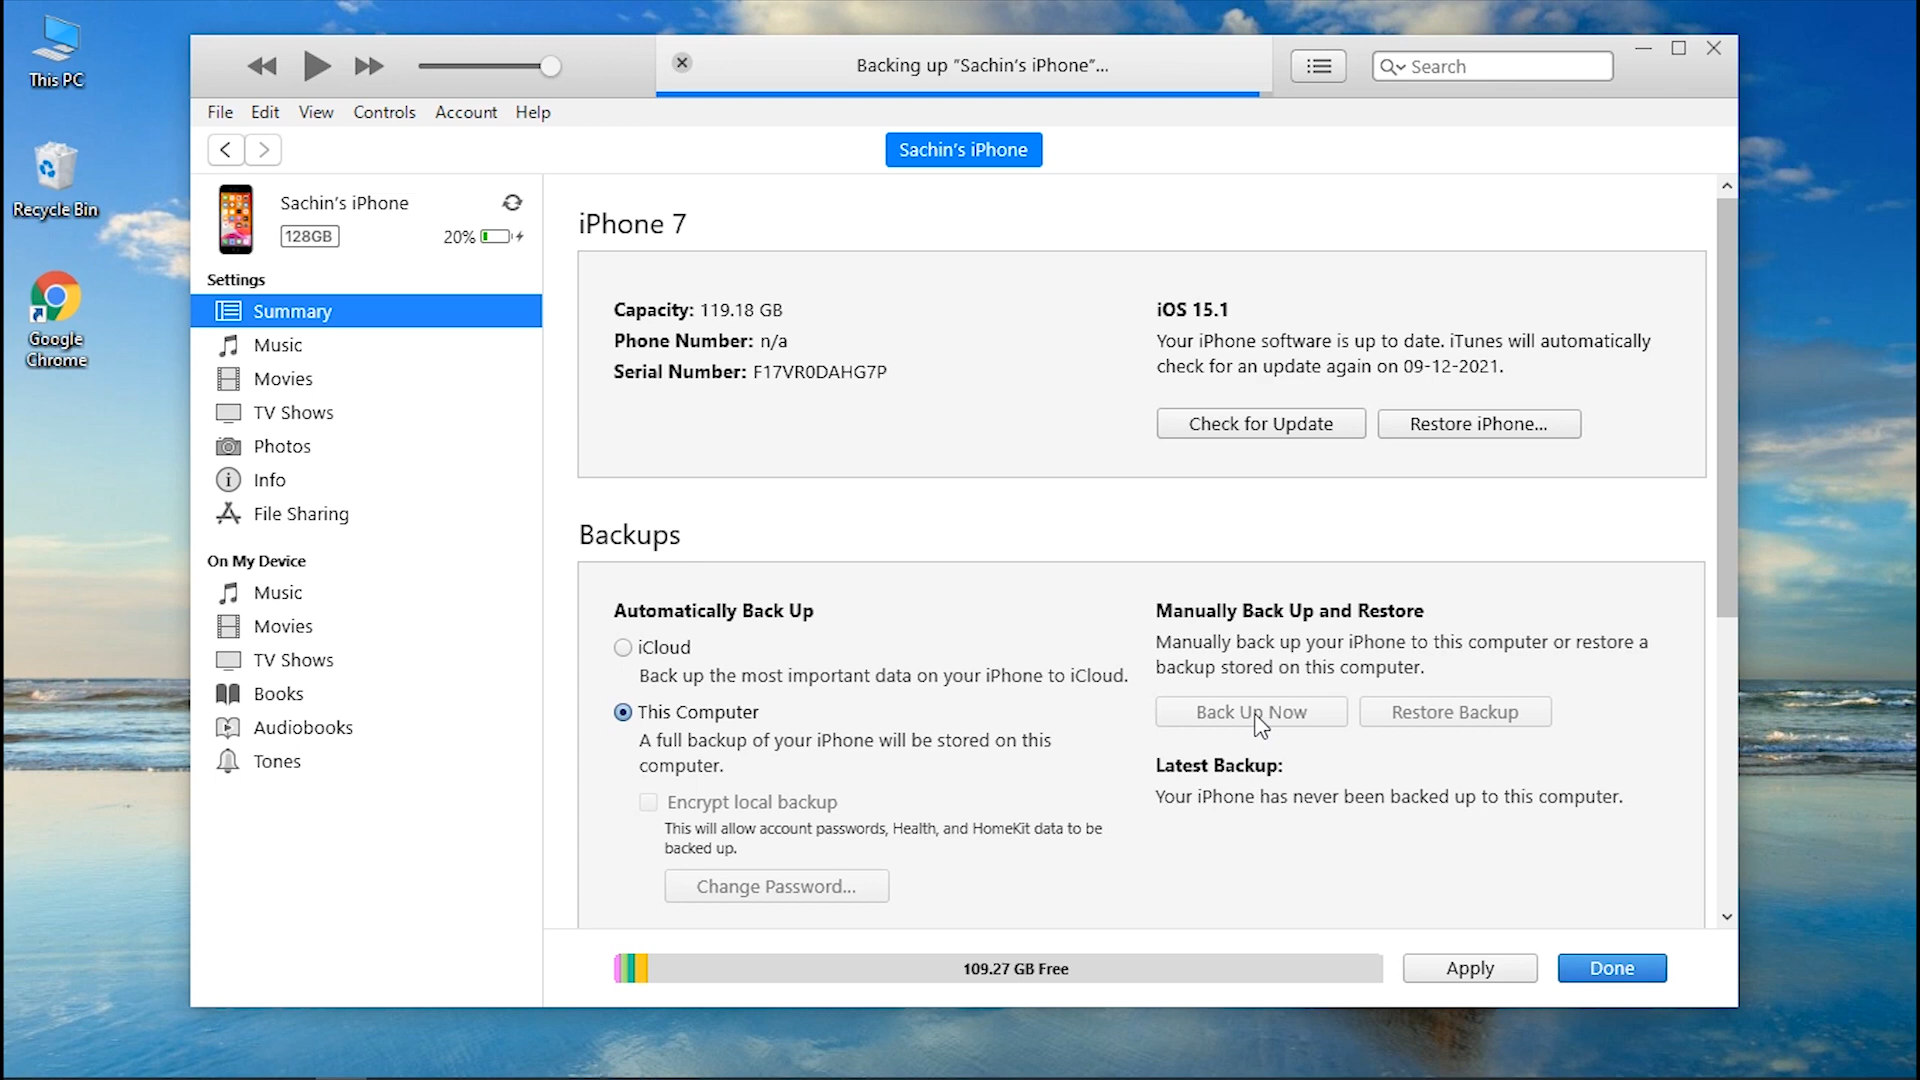 This PC
Recycle Bin
Google
Chrome
Backing up "Sachin's iPhone"...
Search
File Edit View Controls Account Help
Sachin's iPhone
Sachin's iPhone
128GB
20%
Settings
Summary
Music
Movies
TV Shows
Photos
Info
File Sharing
On My Device
Music
Movies
TV Shows
Books
Audiobooks
Tones
iPhone 7
Capacity: 119.18 GB
Phone Number: n/a
Serial Number: F17VR0DAHG7P
iOS 15.1
Your iPhone software is up to date. iTunes will automatically
check for an update again on 09-12-2021.
Check for Update
Restore iPhone...
Backups
Automatically Back Up
iCloud
Back up the most important data on your iPhone to iCloud.
This Computer
A full backup of your iPhone will be stored on this
computer.
Encrypt local backup
This will allow account passwords, Health, and HomeKit data to be
backed up.
Change Password...
Manually Back Up and Restore
Manually back up your iPhone to this computer or restore a
backup stored on this computer.
Back Up Now
Restore Backup
Latest Backup:
Your iPhone has never been backed up to this computer.
109.27 GB Free
Apply
Done